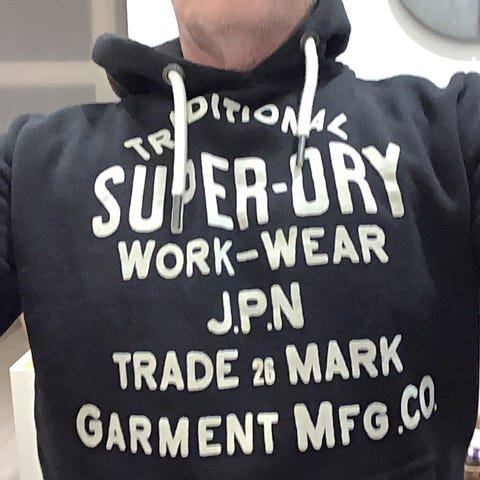 TRADITIONAL
SUPER-DRY
WORK-WEAR
J.P.N
TRADE 26 MARK
GARMENT MFG.CO.